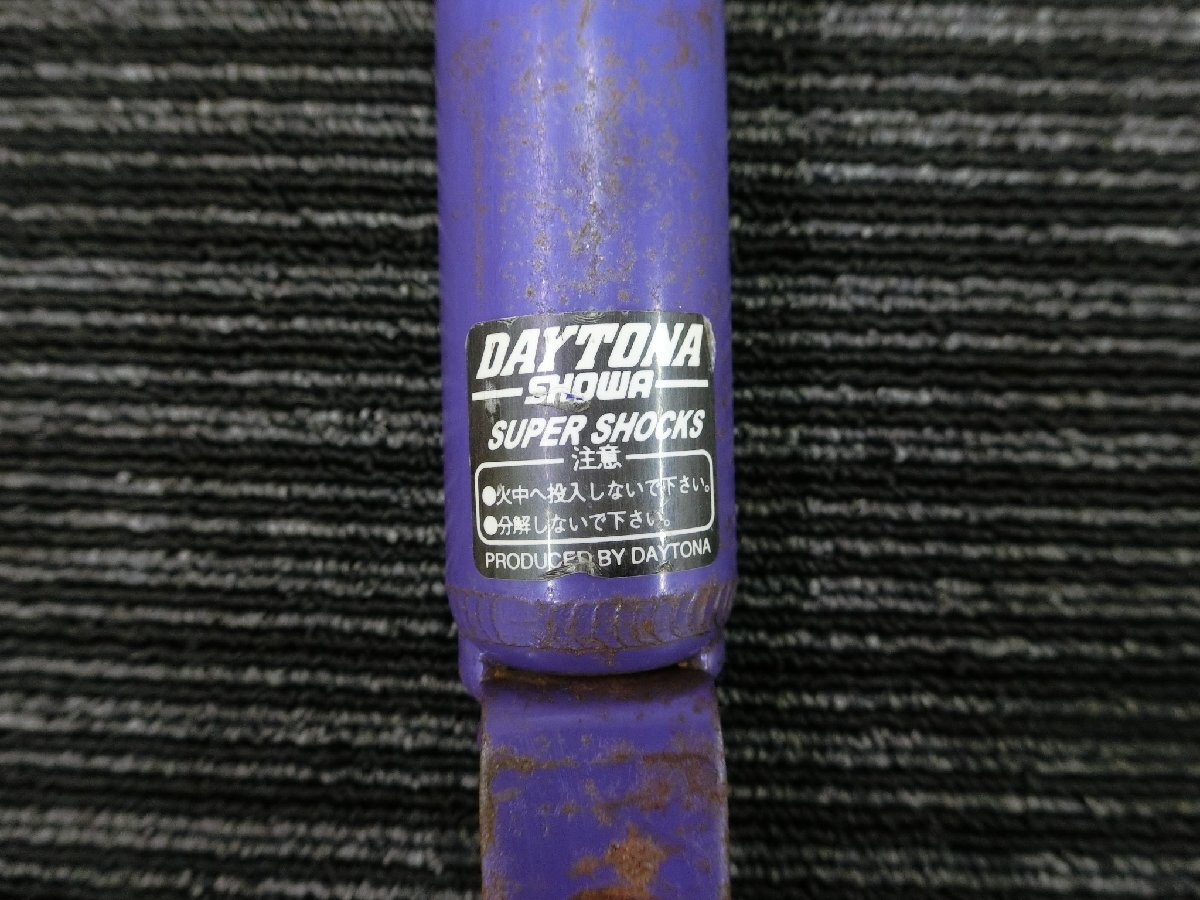 DAYTONA
SHOWA
SUPER SHOCKS
注意
●火中へ投入しないで下さい。
●分解しないで下さい。
PRODUCED BY DAYTONA